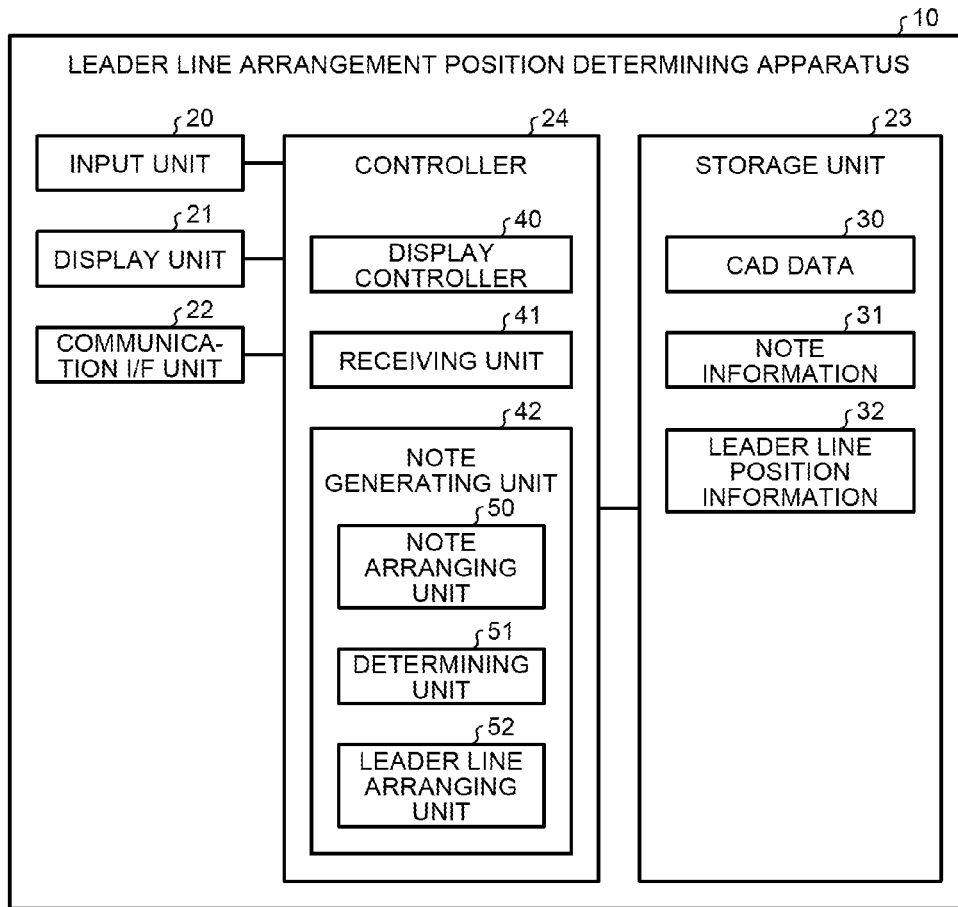 10
LEADER LINE ARRANGEMENT POSITION DETERMINING APPARATUS
20
INPUT UNIT
21
DISPLAY UNIT
22
COMMUNICA-
TION I/F UNIT
24
CONTROLLER
40
DISPLAY
CONTROLLER
41
RECEIVING UNIT
42
NOTE
GENERATING UNIT
50
NOTE
ARRANGING
UNIT
51
DETERMINING
UNIT
52
LEADER LINE
ARRANGING
UNIT
23
STORAGE UNIT
30
CAD DATA
31
NOTE
INFORMATION
32
LEADER LINE
POSITION
INFORMATION